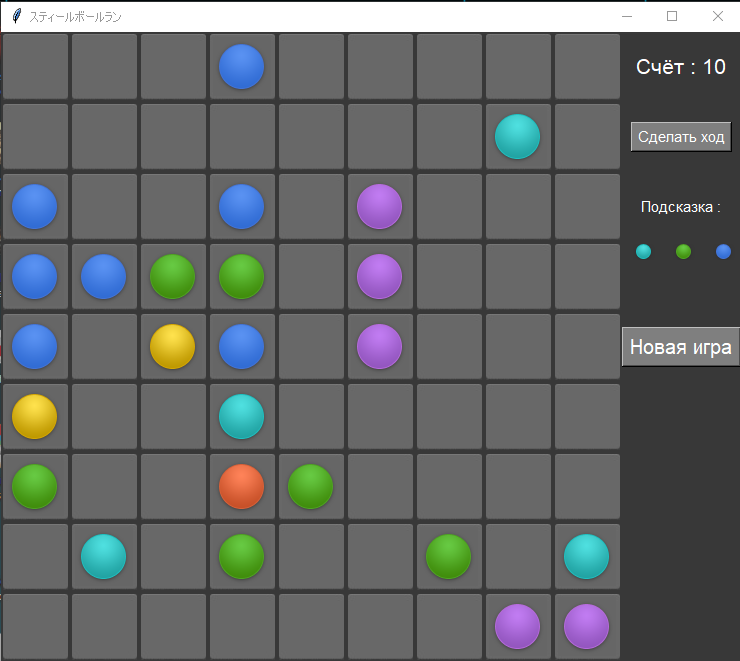 スティールボールラン
Счёт : 10
Сделать ход
Подсказка :
Новая игра